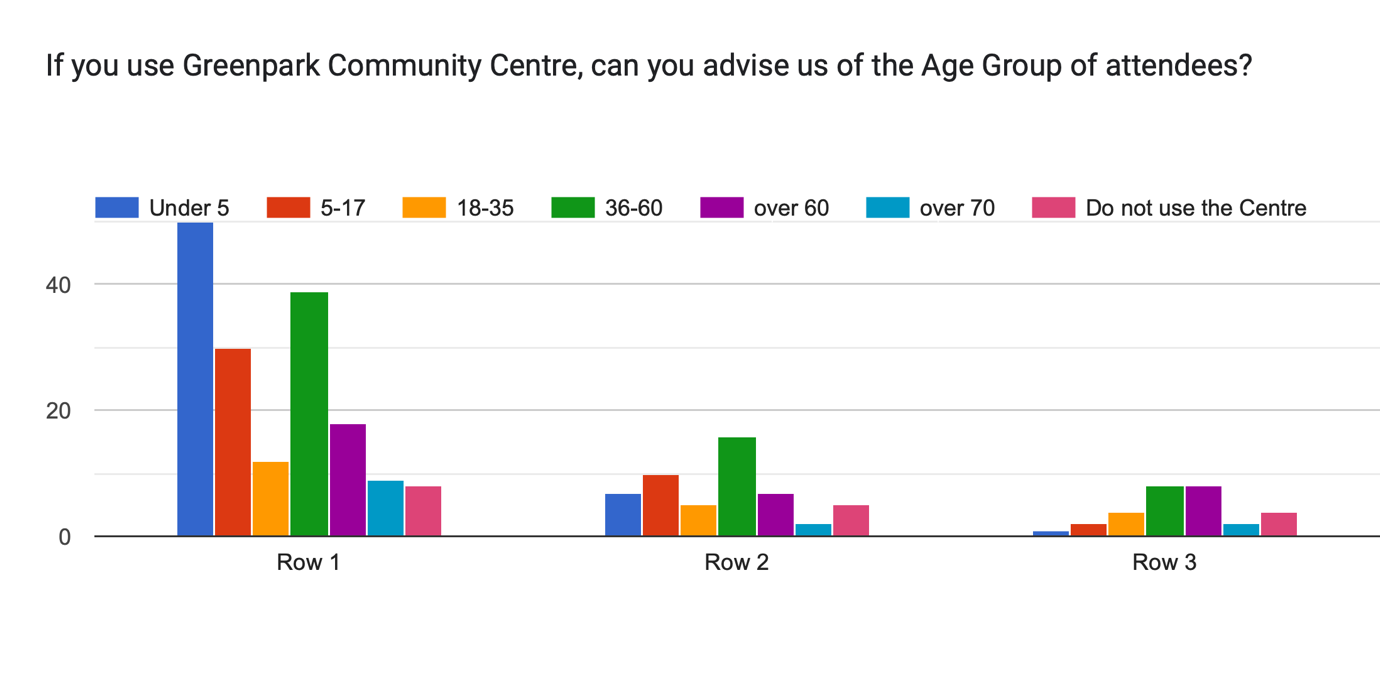 If you use Greenpark Community Centre, can you advise us of the Age Group of attendees?
Under 5 5-17 18-35 36-60 over 60 over 70 Do not use the Centre
40
20
0
Row 1 Row 2 Row 3